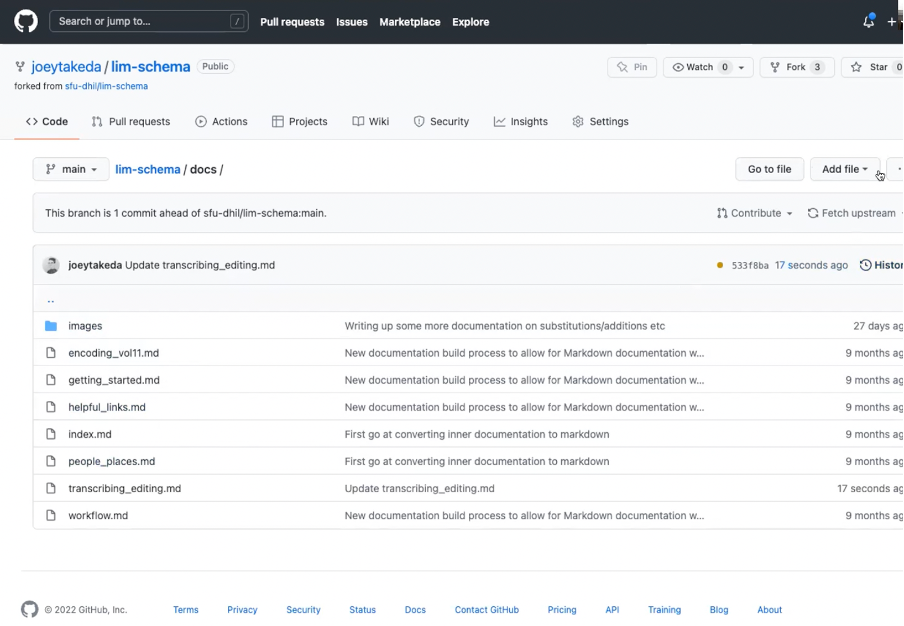 Search or jump to... /
Pull requests Issues Marketplace Explore
joeytakeda / lim-schema Public
forked from sfu-dhil/lim-schema
Pin Watch 0 Fork 3 Star 0
Code Pull requests Actions Projects Wiki Security Insights Settings
main lim-schema / docs / Go to file Add file
This branch is 1 commit ahead of sfu-dhil/lim-schema:main. Contribute Fetch upstream
joeytakeda Update transcribing_editing.md 533f8ba 17 seconds ago Histor
..
images Writing up some more documentation on substitutions/additions etc 27 days ag
encoding_vol11.md New documentation build process to allow for Markdown documentation w... 9 months ag
getting_started.md New documentation build process to allow for Markdown documentation w... 9 months ag
helpful_links.md New documentation build process to allow for Markdown documentation w... 9 months ag
index.md First go at converting inner documentation to markdown 9 months ag
people_places.md First go at converting inner documentation to markdown 9 months ag
transcribing_editing.md Update transcribing_editing.md 17 seconds ag
workflow.md New documentation build process to allow for Markdown documentation w... 9 months ag
© 2022 GitHub, Inc. Terms Privacy Security Status Docs Contact GitHub Pricing API Training Blog About